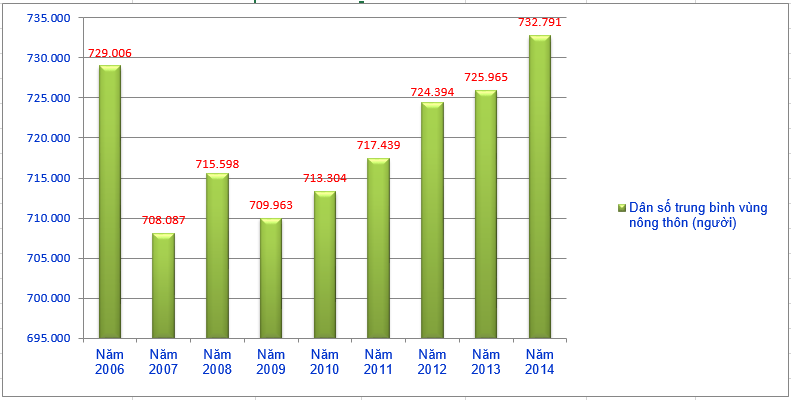 735.000
730.000
725.000
720.000
715.000
710.000
705.000
700.000
695.000
729.006
708.087
715.598
709.963
713.304
717.439
724.394
725.965
732.791
Năm 2006
Năm 2007
Năm 2008
Năm 2009
Năm 2010
Năm 2011
Năm 2012
Năm 2013
Năm 2014
Dân số trung bình vùng
nông thôn (người)